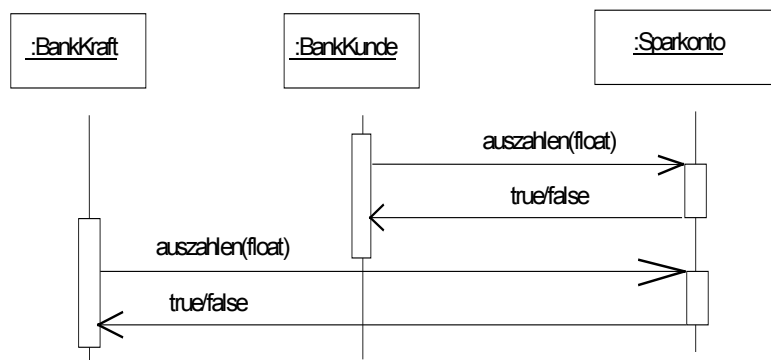 :BankKraft
:BankKunde
:Sparkonto
auszahlen(float)
true/false
auszahlen(float)
true/false